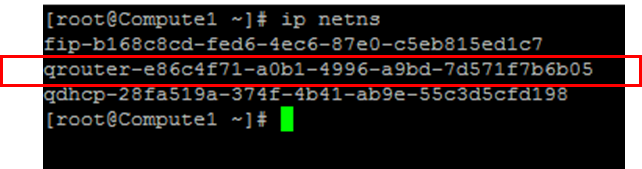 [root@Compute1 ~]# ip netns
fip-b168c8cd-fed6-4ec6-87e0-c5eb815ed1c7
qrouter-e86c4f71-a0b1-4996-a9bd-7d571f7b6b05
qdhcp-28fa519a-374f-4b41-ab9e-55c3d5cfd198
[root@Compute1 ~]#